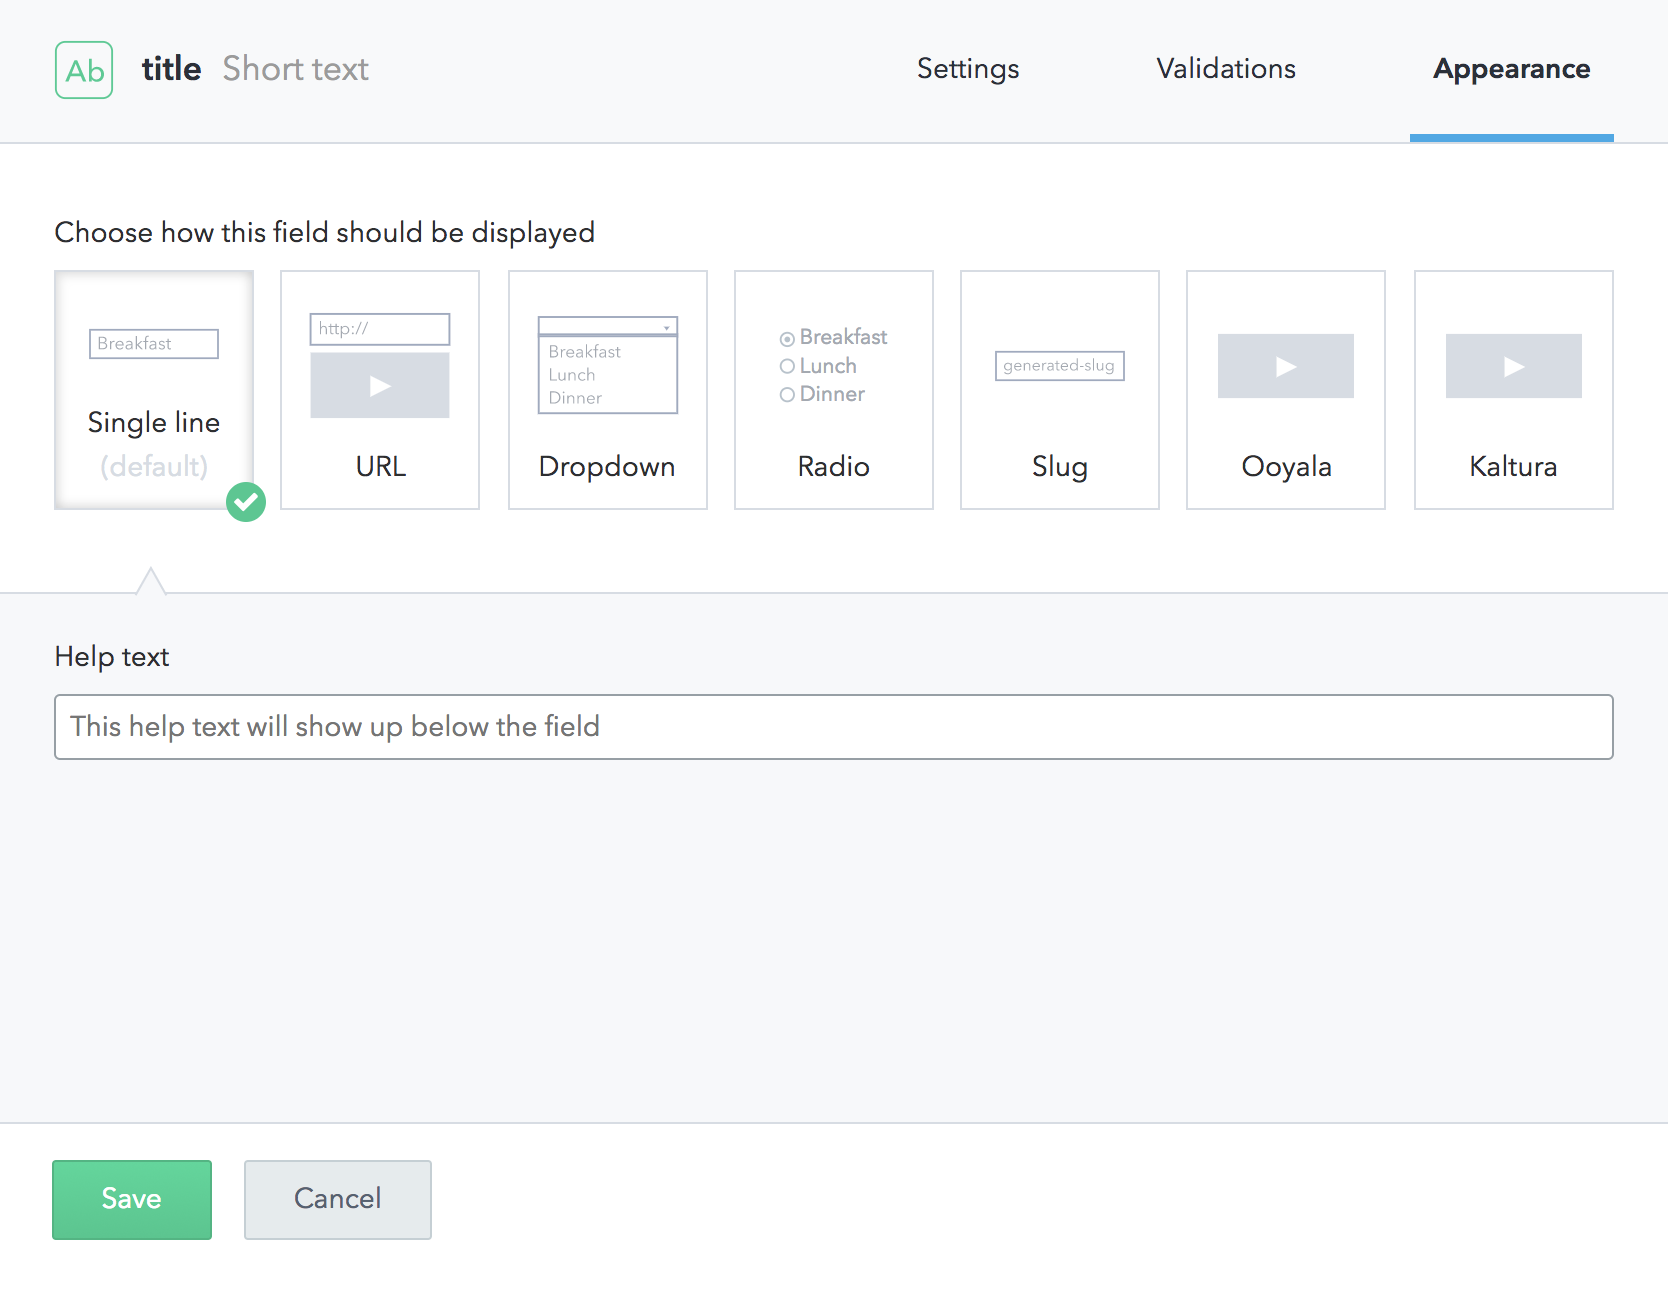 Ab title Short text Settings Validations Appearance
Choose how this field should be displayed
Breakfast
Single line
(default)
http://
URL
Breakfast
Lunch
Dinner
Dropdown
Breakfast
Lunch
Dinner
Radio
generated-slug
Slug
Ooyala
Kaltura
Help text
This help text will show up below the field
Save Cancel